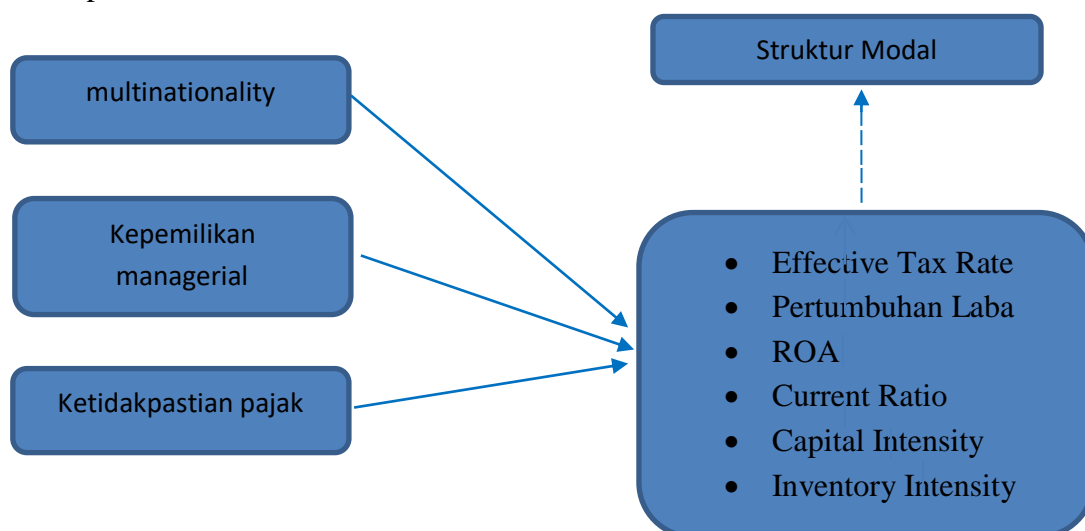 multinationality
Struktur Modal
Kepemilikan
managerial
Ketidakpastian pajak
• Effective Tax Rate
• Pertumbuhan Laba
• ROA
• Current Ratio
• Capital Intensity
• Inventory Intensity